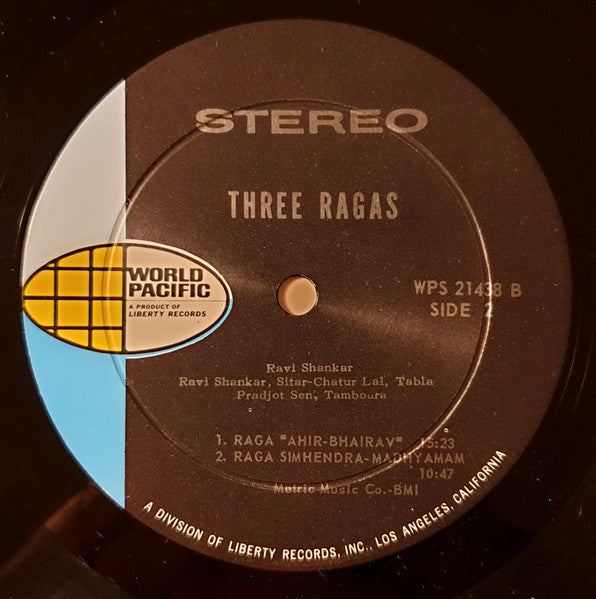 STEREO
THREE RAGAS
WORLD
PACIFIC
A PRODUCT OF
LIBERTY RECORDS
WPS 21438 B
SIDE 2
Ravi Shankar
Ravi Shankar, Sitar-Chatur Lal, Tabla
Pradjot Sen, Tamboura
1. RAGA "AHIR-BHAIRAV" 15:23
2. RAGA SIMHENDRA-MADHYAMAM
10:47
Metric Music Co.-BMI
A DIVISION OF LIBERTY RECORDS, INC., LOS ANGELES, CALIFORNIA